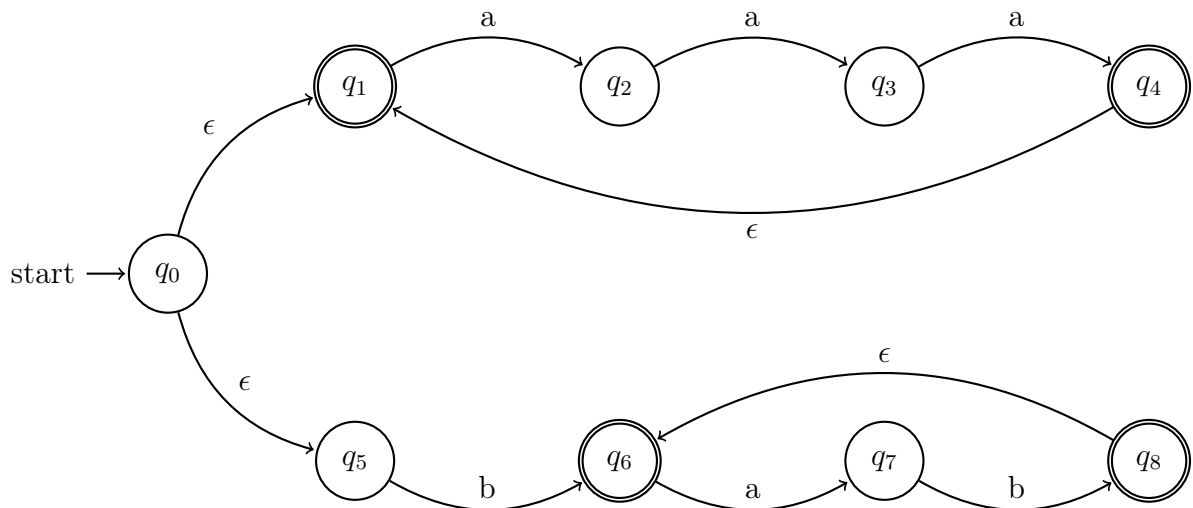 a a a
q1 q2 q3 q4
ϵ
ϵ
start q0
ϵ
ϵ
q5 q6 q7 q8
b a b